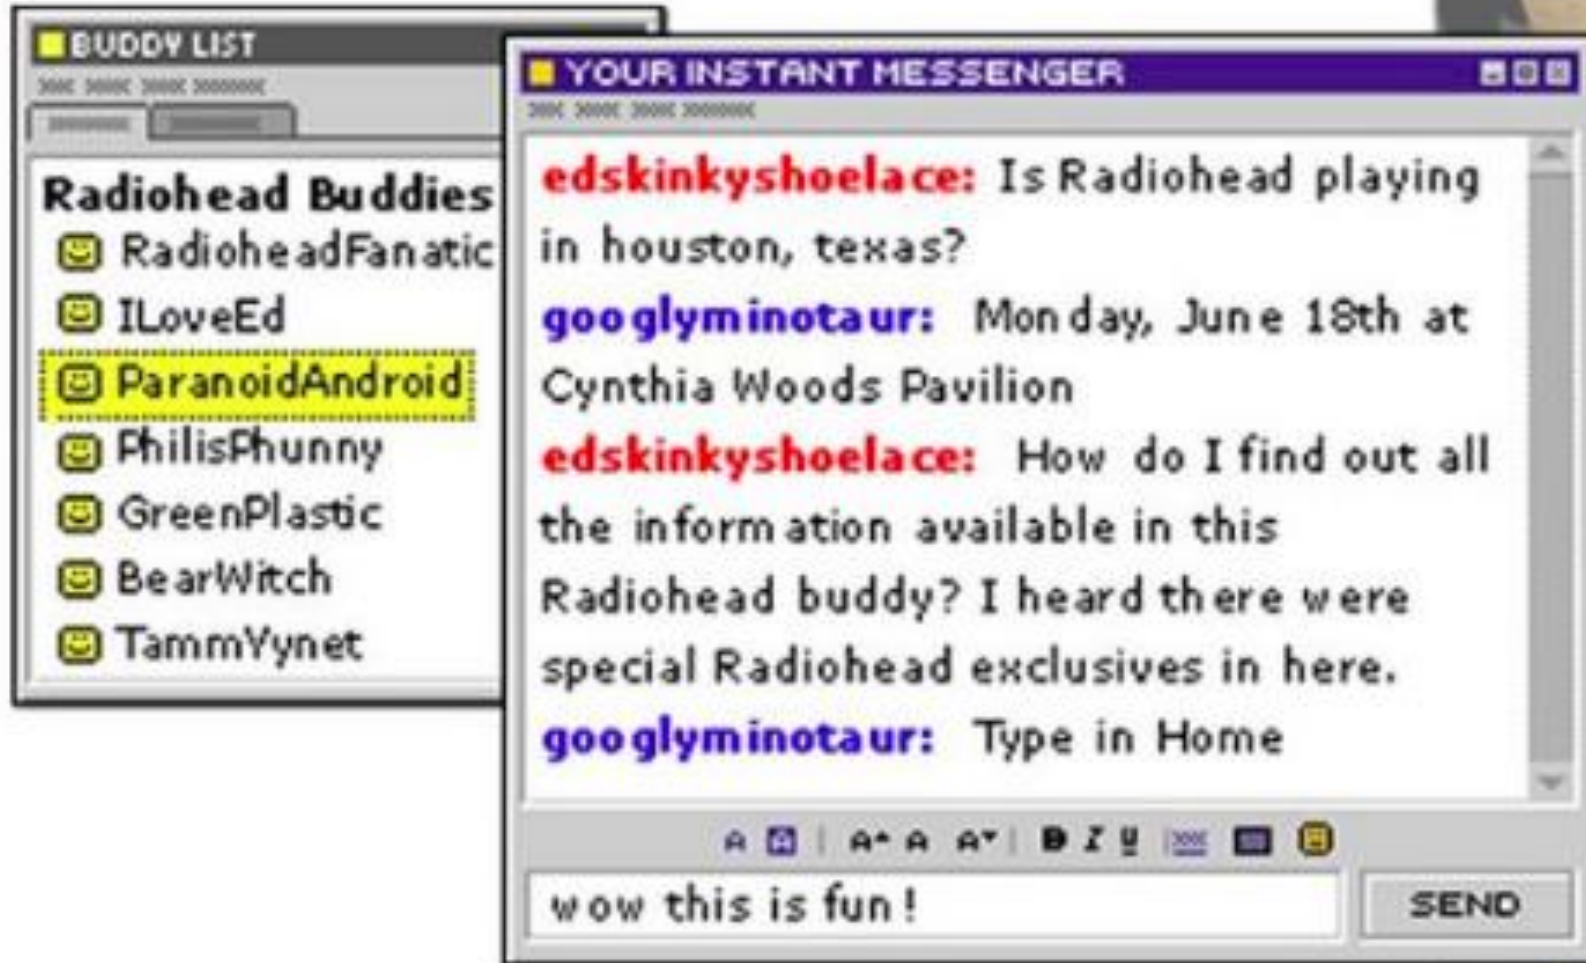 BUDDY LIST
Radiohead Buddies
RadioheadFanatic
ILoveEd
ParanoidAndroid
PhilisPhunny
GreenPlastic
BearWitch
TammYynet
YOUR INSTANT MESSENGER
edskinkyshoelace: Is Radiohead playing
in houston, texas?
googlyminotaur: Monday, June 18th at
Cynthia Woods Pavilion
edskinkyshoelace: How do I find out all
the information available in this
Radiohead buddy? I heard there were
special Radiohead exclusives in here.
googlyminotaur: Type in Home
A A A A A B I U
wow this is fun!
SEND